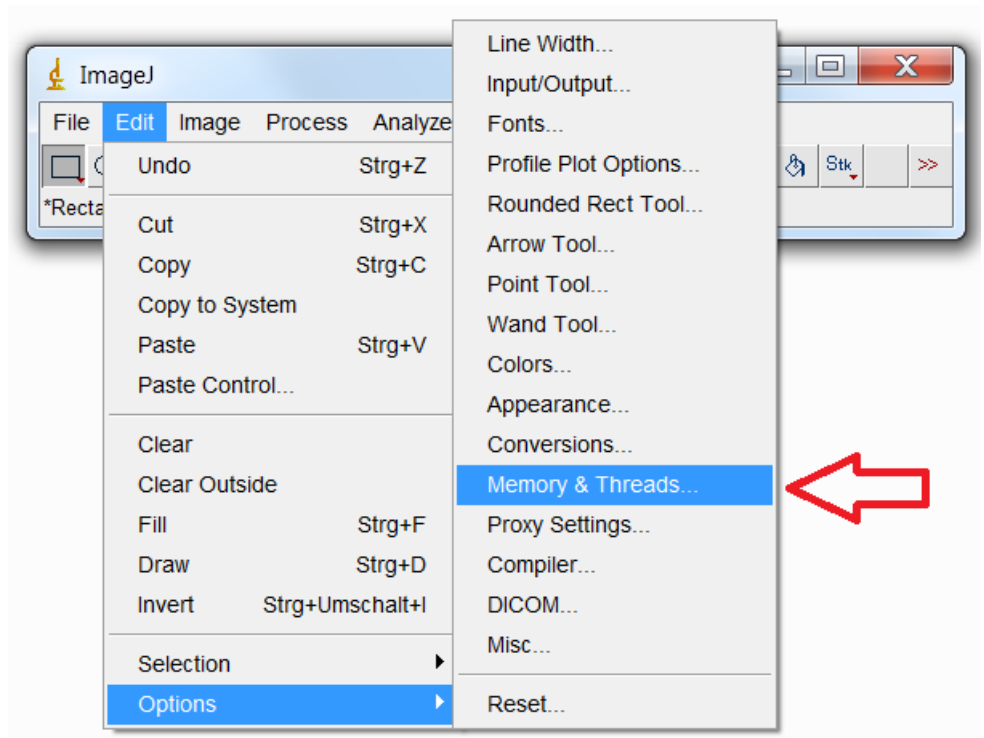 ImageJ
File Edit Image Process Analyze
Stk >>
*Recta
Undo Strg+Z
Cut Strg+X
Copy Strg+C
Copy to System
Paste Strg+V
Paste Control...
Clear
Clear Outside
Fill Strg+F
Draw Strg+D
Invert Strg+Umschalt+I
Selection
Options
Line Width...
Input/Output...
Fonts...
Profile Plot Options...
Rounded Rect Tool...
Arrow Tool...
Point Tool...
Wand Tool...
Colors...
Appearance...
Conversions...
Memory & Threads...
Proxy Settings...
Compiler...
DICOM...
Misc...
Reset...